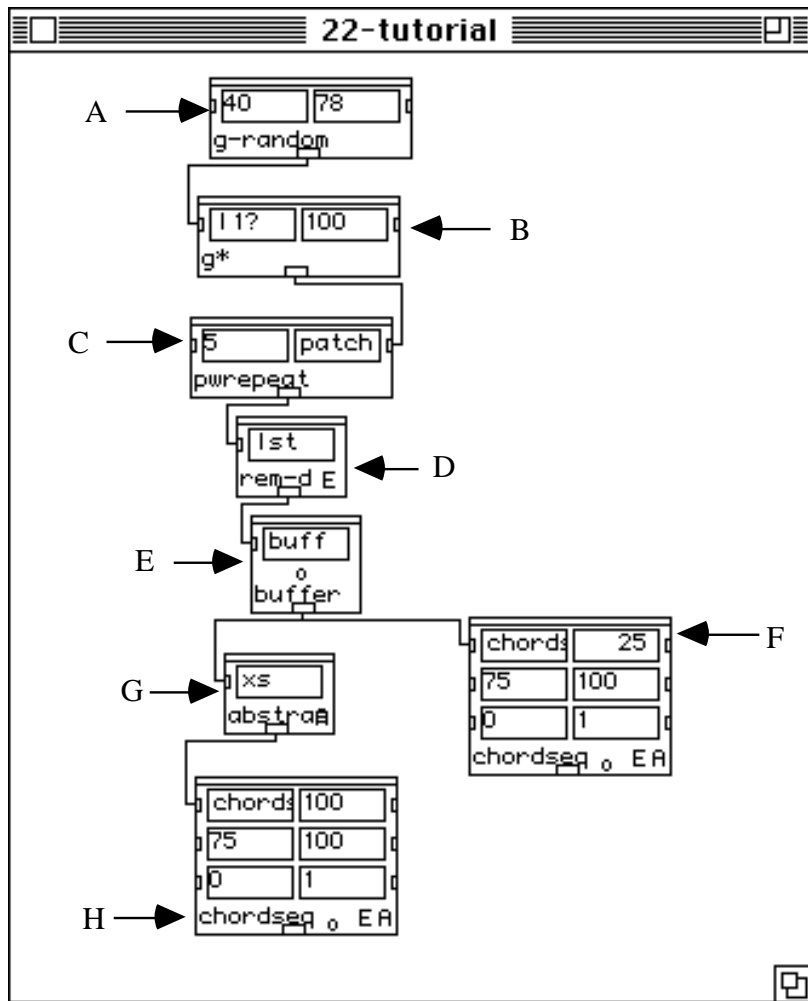 22-tutorial
A
40 78
g-random
l1? 100
B
g*
C
5 patch
pwrepeat
lst
D
rem-d E
E
buff
o
buffer
F
chords 25
75 100
0 1
chordseq o EA
G
xs
abstraA
chords 100
75 100
0 1
H
chordseq o EA